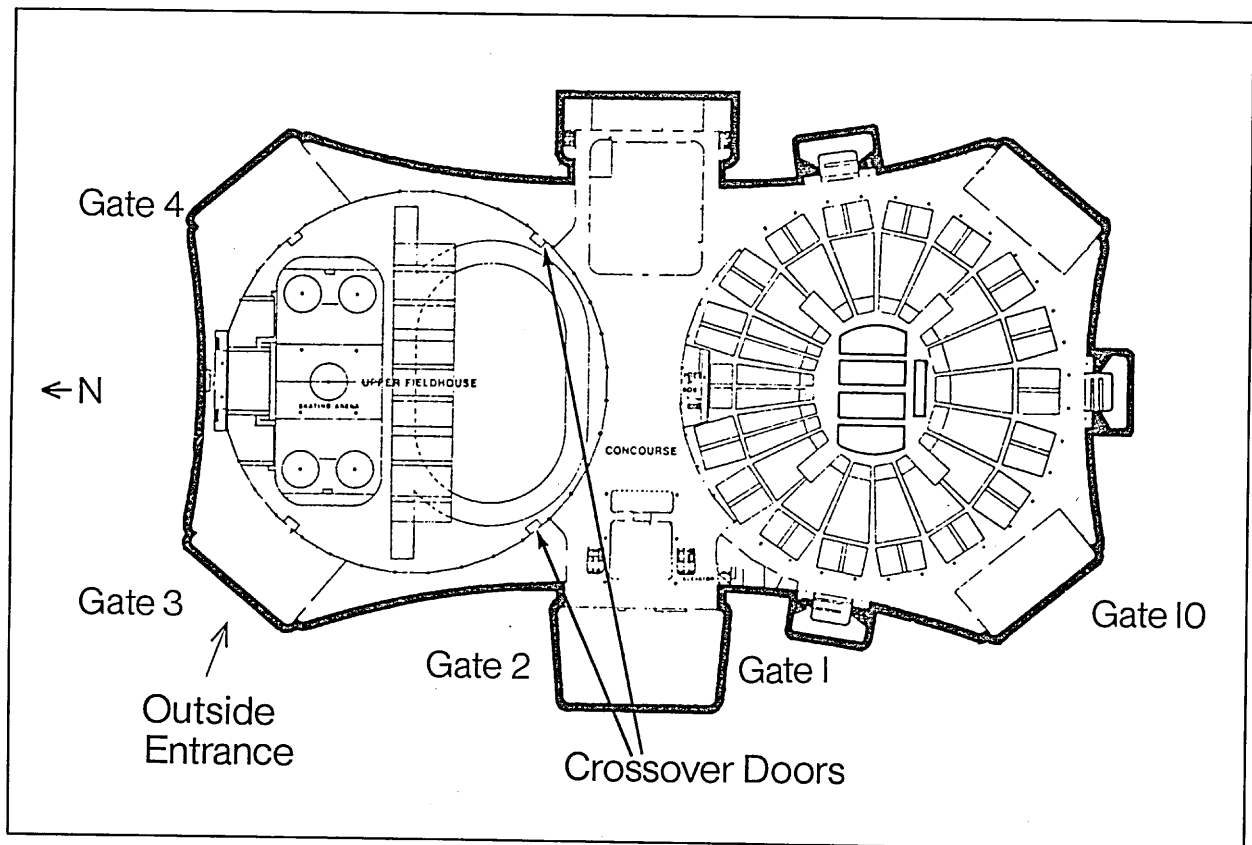 Gate 4
←N
UPPER FIELDHOUSE
SKATING ARENA
CONCOURSE
ELEVATOR
Gate 3
Gate 10
Gate 2
Gate 1
Outside
Entrance
Crossover Doors